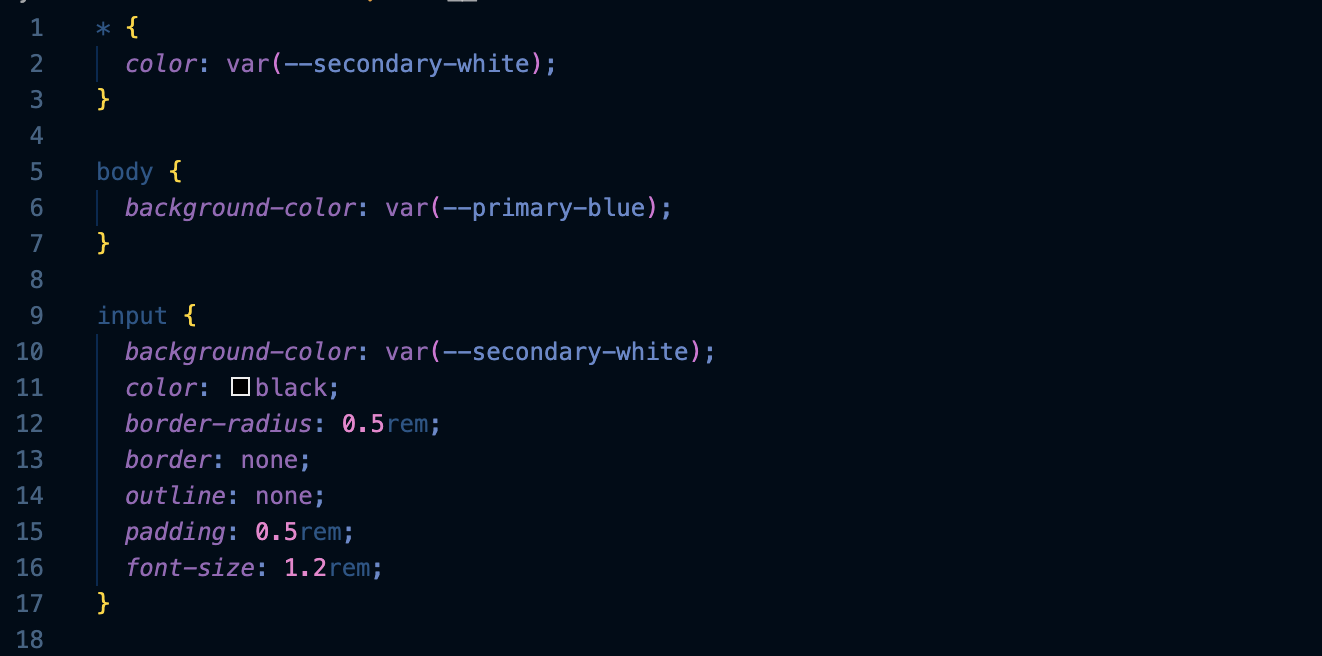 1 * {
2 color: var(--secondary-white);
3 }
4
5 body {
6 background-color: var(--primary-blue);
7 }
8
9 input {
10 background-color: var(--secondary-white);
11 color: black;
12 border-radius: 0.5rem;
13 border: none;
14 outline: none;
15 padding: 0.5rem;
16 font-size: 1.2rem;
17 }
18